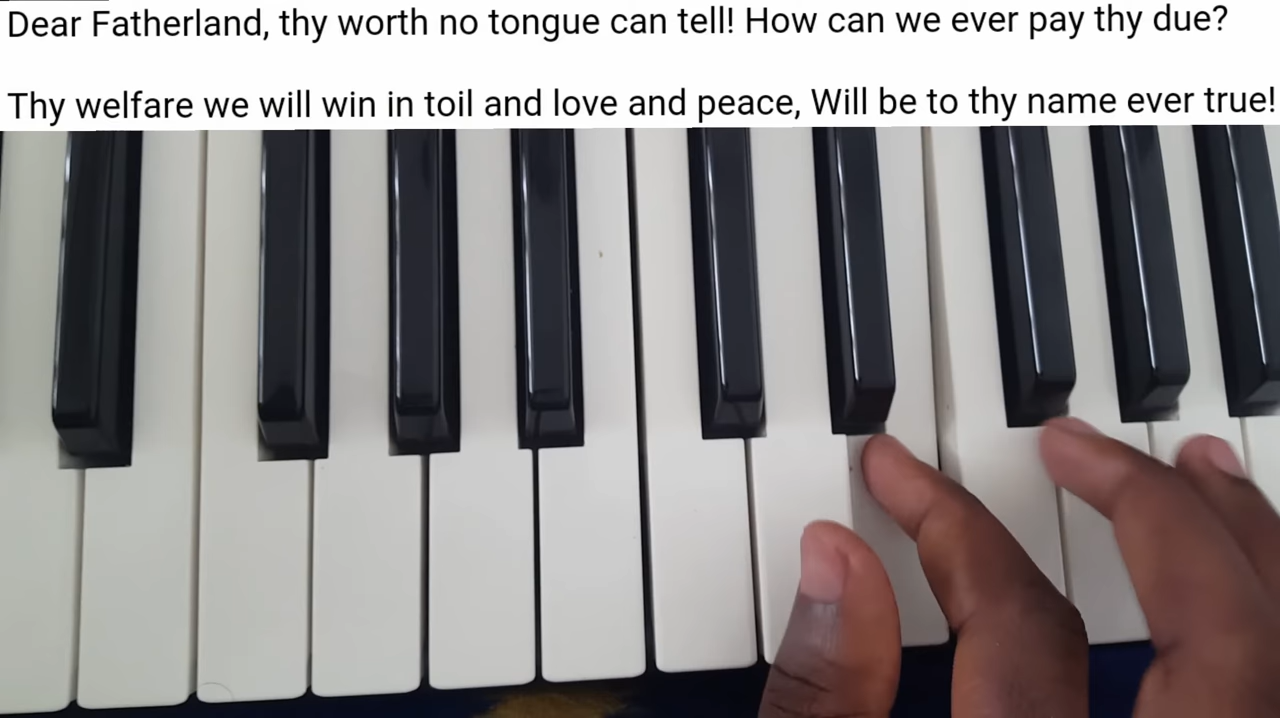 Dear Fatherland, thy worth no tongue can tell! How can we ever pay thy due?
Thy welfare we will win in toil and love and peace, Will be to thy name ever true!